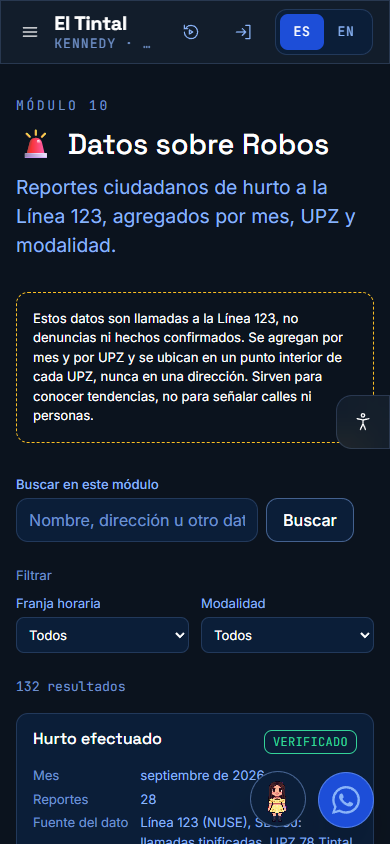 El Tintal
KENNEDY · …
ES
EN
MÓDULO 10
Datos sobre Robos
Reportes ciudadanos de hurto a la
Línea 123, agregados por mes, UPZ y
modalidad.
Estos datos son llamadas a la Línea 123, no
denuncias ni hechos confirmados. Se agregan por
mes y por UPZ y se ubican en un punto interior de
cada UPZ, nunca en una dirección. Sirven para
conocer tendencias, no para señalar calles ni
personas.
Buscar en este módulo
Nombre, dirección u otro dat
Buscar
Filtrar
Franja horaria
Modalidad
Todos
Todos
132 resultados
Hurto efectuado
VERIFICADO
Mes
septiembre de 2026
Reportes
28
Fuente del dato
Línea 123 (NUSE),
llamadas tipificadas, UPZ 78 Tintal